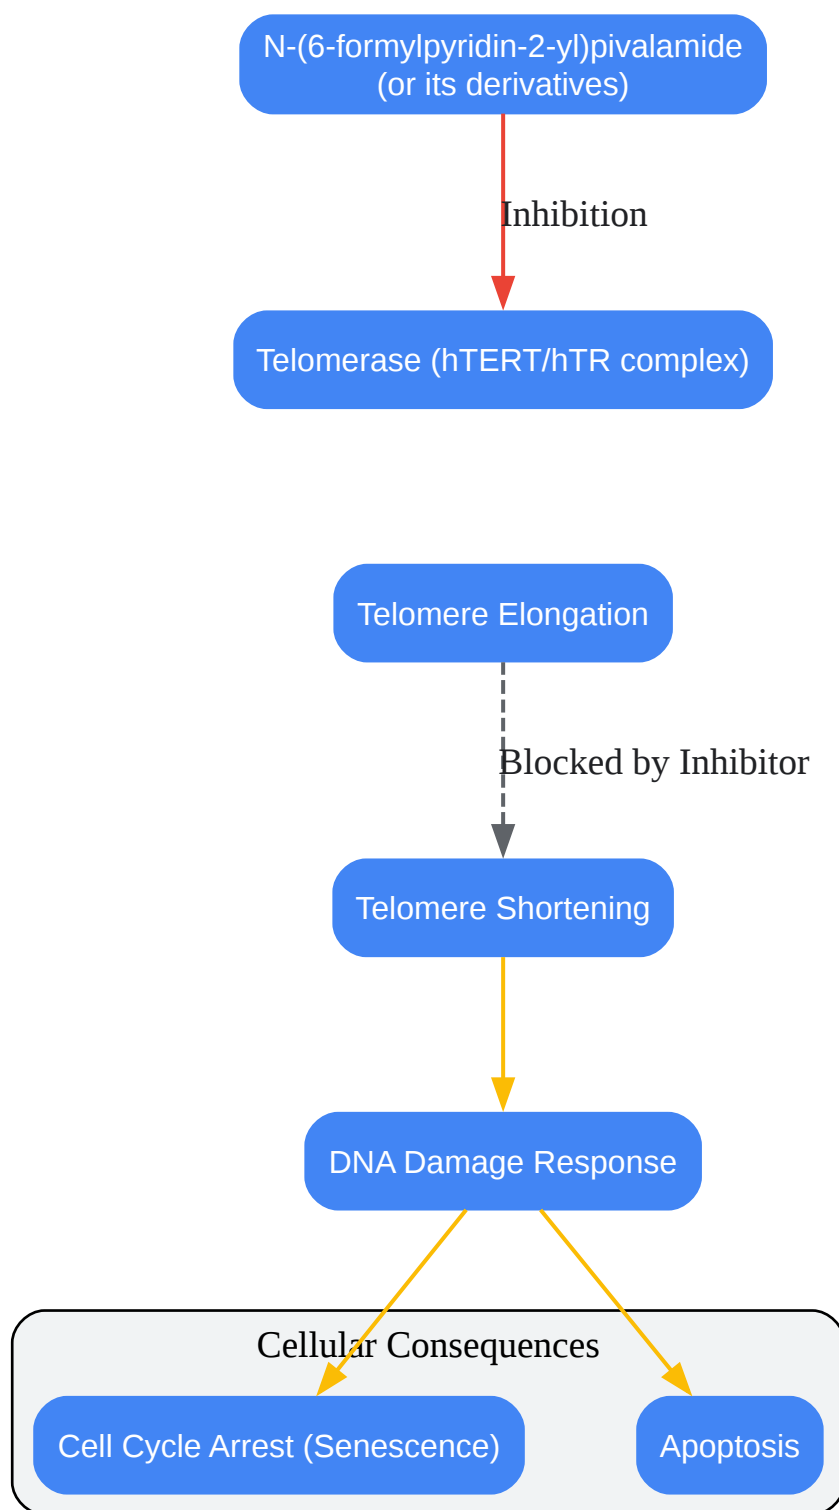 N-(6-formylpyridin-2-yl)pivalamide
(or its derivatives)
Inhibition
Telomerase (hTERT/hTR complex)
Telomere Elongation
Blocked by Inhibitor
Telomere Shortening
DNA Damage Response
Cellular Consequences
Cell Cycle Arrest (Senescence)
Apoptosis